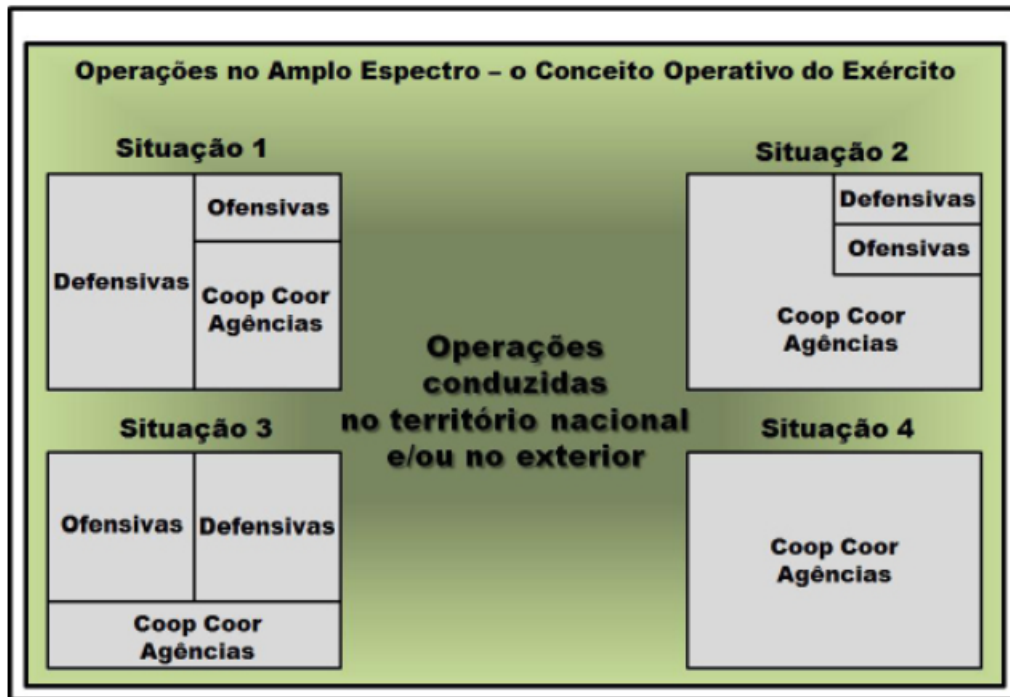 Operações no Amplo Espectro – o Conceito Operativo do Exército
Situação 1
Defensivas
Ofensivas
Coop Coor
Agências
Situação 2
Defensivas
Ofensivas
Coop Coor
Agências
Operações
conduzidas
no território nacional
e/ou no exterior
Situação 3
Ofensivas
Defensivas
Coop Coor
Agências
Situação 4
Coop Coor
Agências